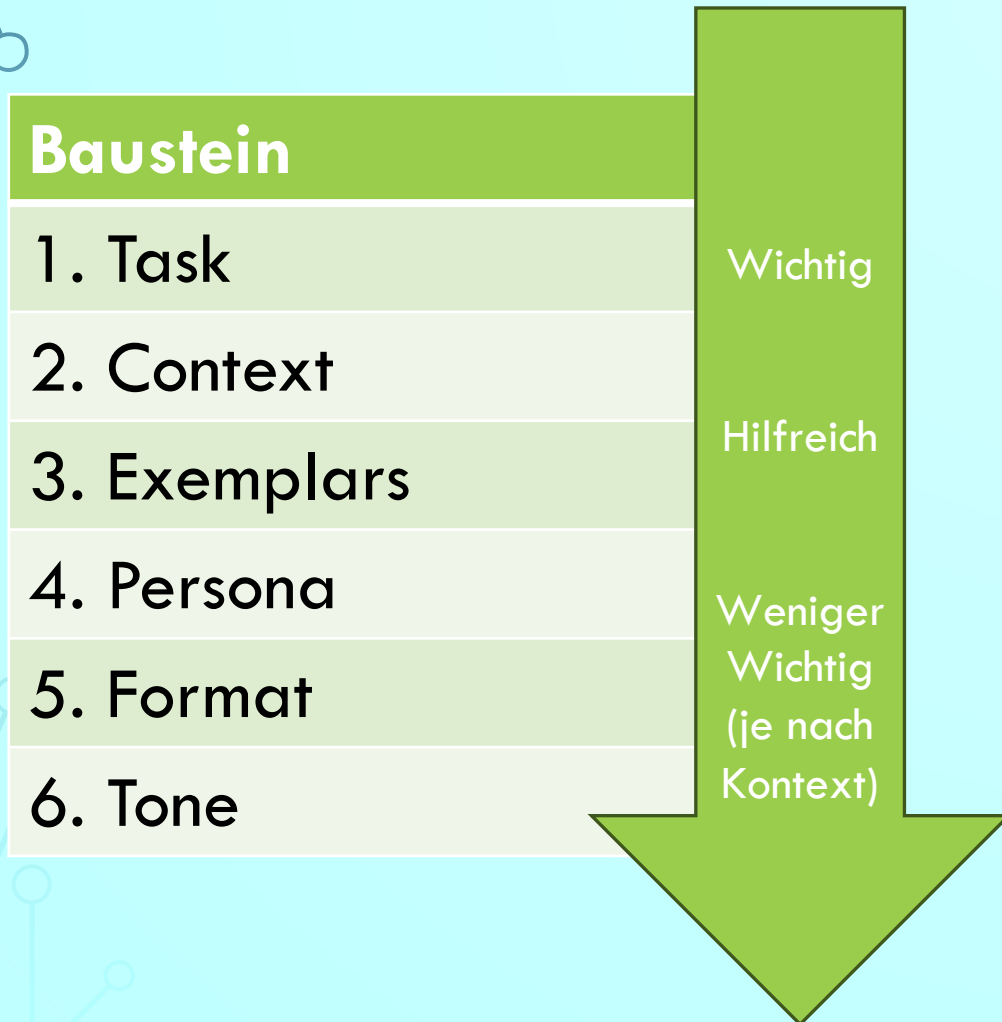 Baustein
1. Task
2. Context
3. Exemplars
4. Persona
5. Format
6. Tone
Wichtig
Hilfreich
Weniger
Wichtig
(je nach
Kontext)